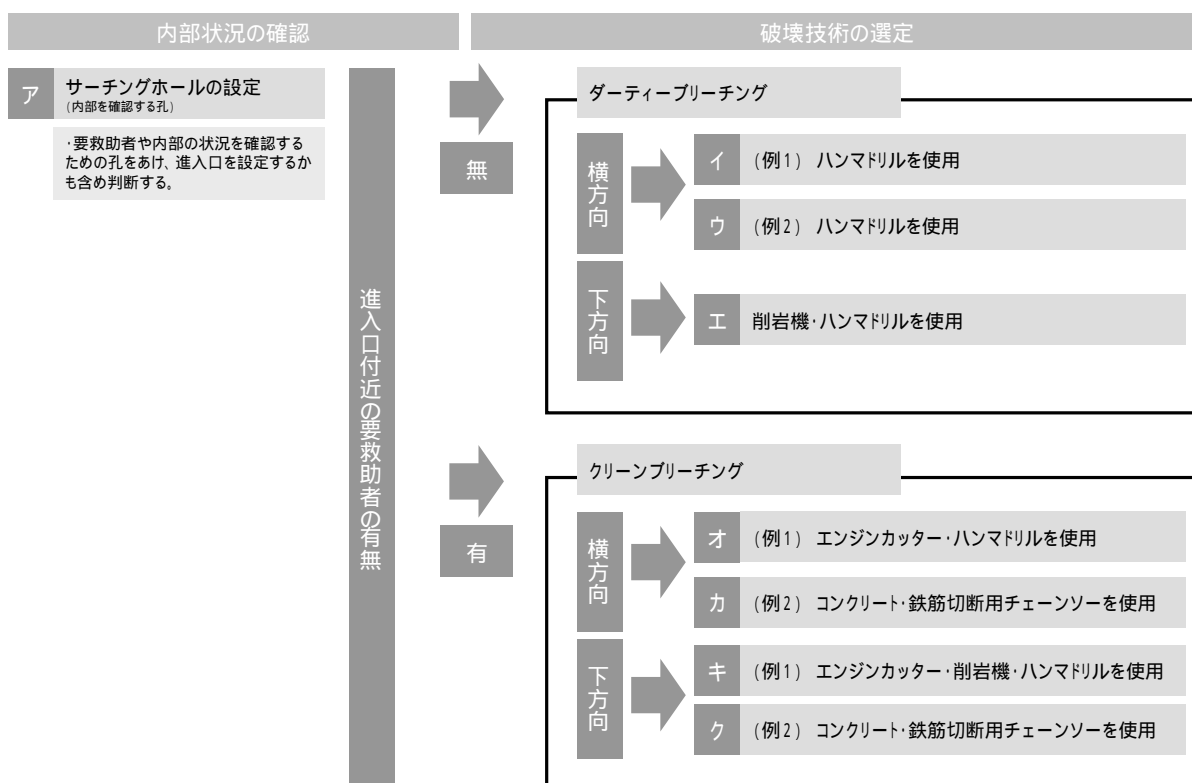 内部状況の確認
破壊技術の選定
ア
サーチングホールの設定
(内部を確認する孔)
・要救助者や内部の状況を確認する
ための孔をあけ、進入口を設定するか
も含め判断する。
進入口付近の要救助者の有無
無
ダーティーブリーチング
横方向
イ
(例1) ハンマドリルを使用
ウ
(例2) ハンマドリルを使用
下方向
エ
削岩機・ハンマドリルを使用
有
クリーンブリーチング
横方向
オ
(例1) エンジンカッター・ハンマドリルを使用
カ
(例2) コンクリート・鉄筋切断用チェーンソーを使用
下方向
キ
(例1) エンジンカッター・削岩機・ハンマドリルを使用
ク
(例2) コンクリート・鉄筋切断用チェーンソーを使用